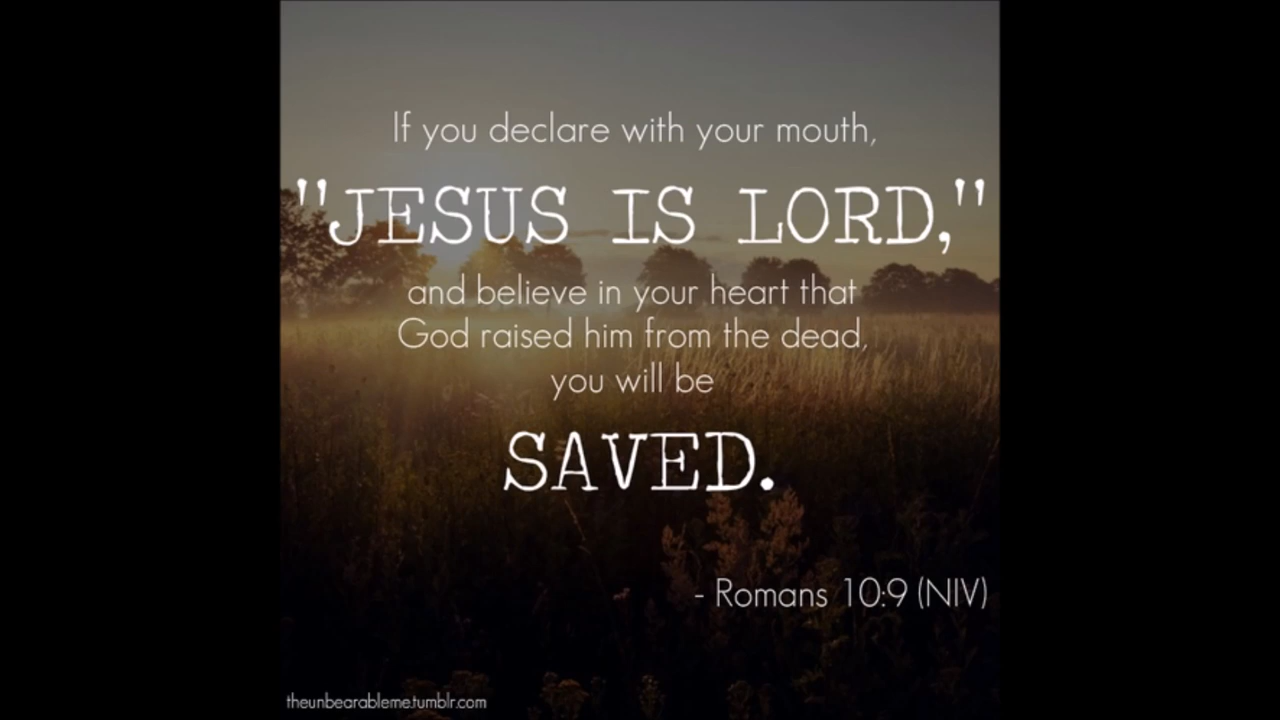 If you declare with your mouth,
"JESUS IS LORD,"
and believe in your heart that
God raised him from the dead,
you will be
SAVED.
- Romans 10:9 (NIV)
theunbearableme.tumblr.com